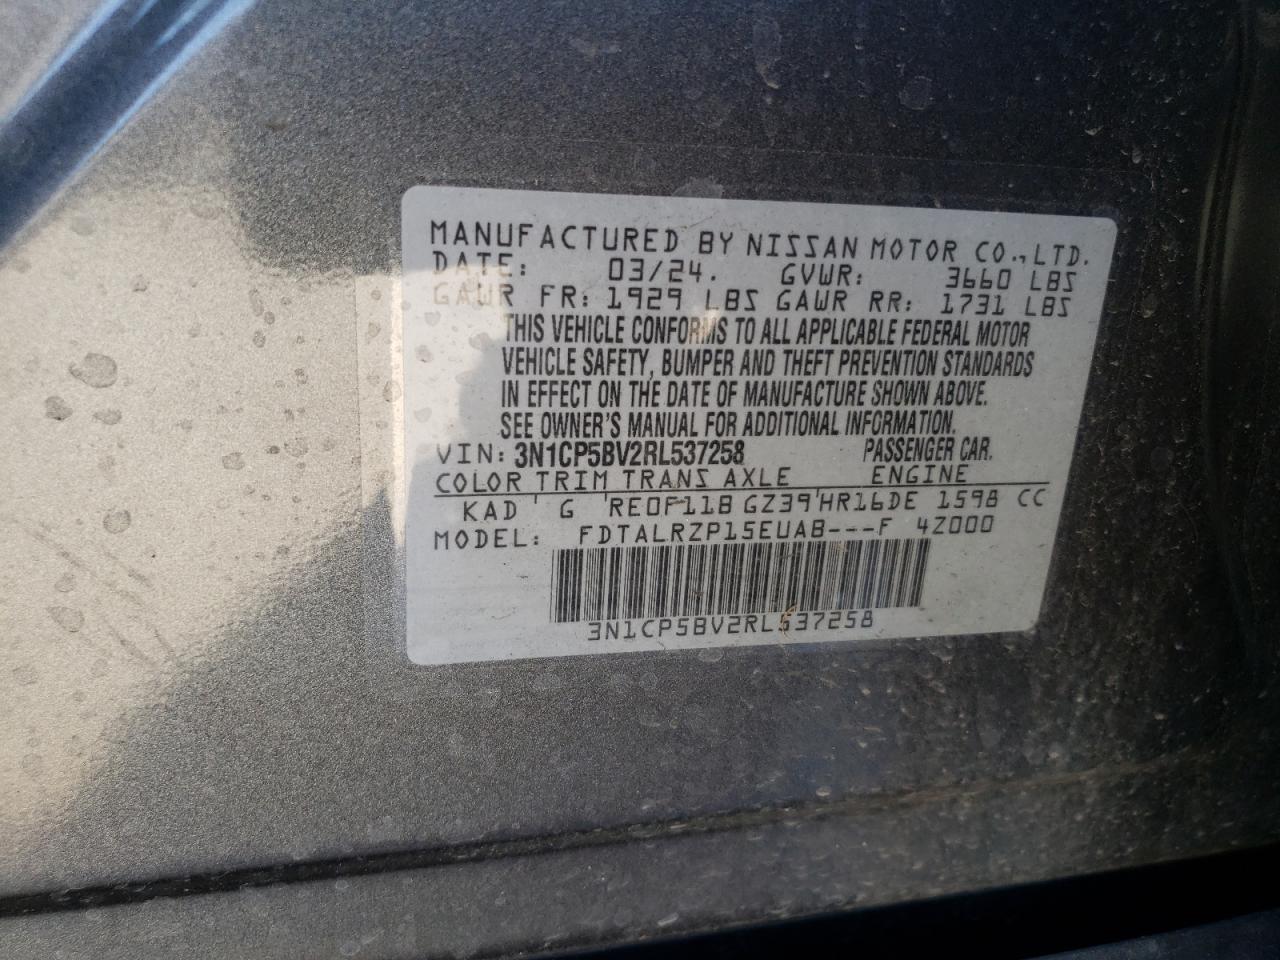 MANUFACTURED BY NISSAN MOTOR CO.,LTD.
DATE: 03/24. GVWR: 3660 LBS
GAWR FR: 1929 LBS GAWR RR: 1731 LBS
THIS VEHICLE CONFORMS TO ALL APPLICABLE FEDERAL MOTOR
VEHICLE SAFETY, BUMPER AND THEFT PREVENTION STANDARDS
IN EFFECT ON THE DATE OF MANUFACTURE SHOWN ABOVE.
SEE OWNER'S MANUAL FOR ADDITIONAL INFORMATION.
VIN: 3N1CP5BV2RL537258 PASSENGER CAR.
COLOR TRIM TRANS AXLE ENGINE
KAD ' G RE0F11B GZ39'HR16DE 1598 CC
MODEL: FDTALRZP15EUAB---F 4Z000
3N1CP5BV2RL537258